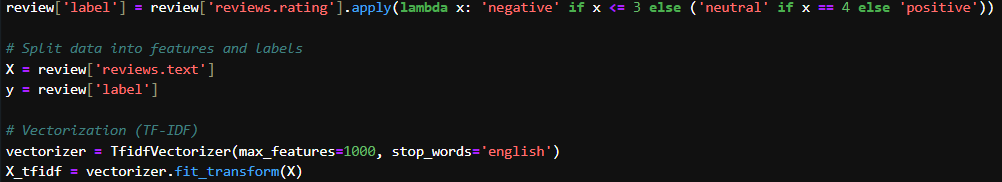 review['label'] = review['reviews.rating'].apply(lambda x: 'negative' if x <= 3 else ('neutral' if x == 4 else 'positive'))
# Split data into features and labels
X = review['reviews.text']
y = review['label']
# Vectorization (TF-IDF)
vectorizer = TfidfVectorizer(max_features=1000, stop_words='english')
X_tfidf = vectorizer.fit_transform(X)